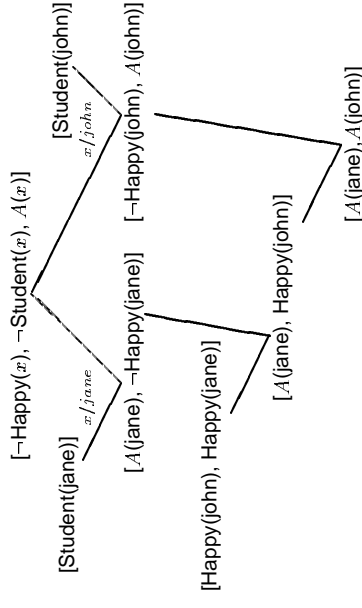 [¬Happy(x), ¬Student(x), A(x)]
[Student(jane)]
x/jane
x/john
[Student(john)]
[A(jane), ¬Happy(jane)]
[¬Happy(john), A(john)]
[Happy(john), Happy(jane)]
[A(jane), Happy(john)]
[A(jane),A(john)]